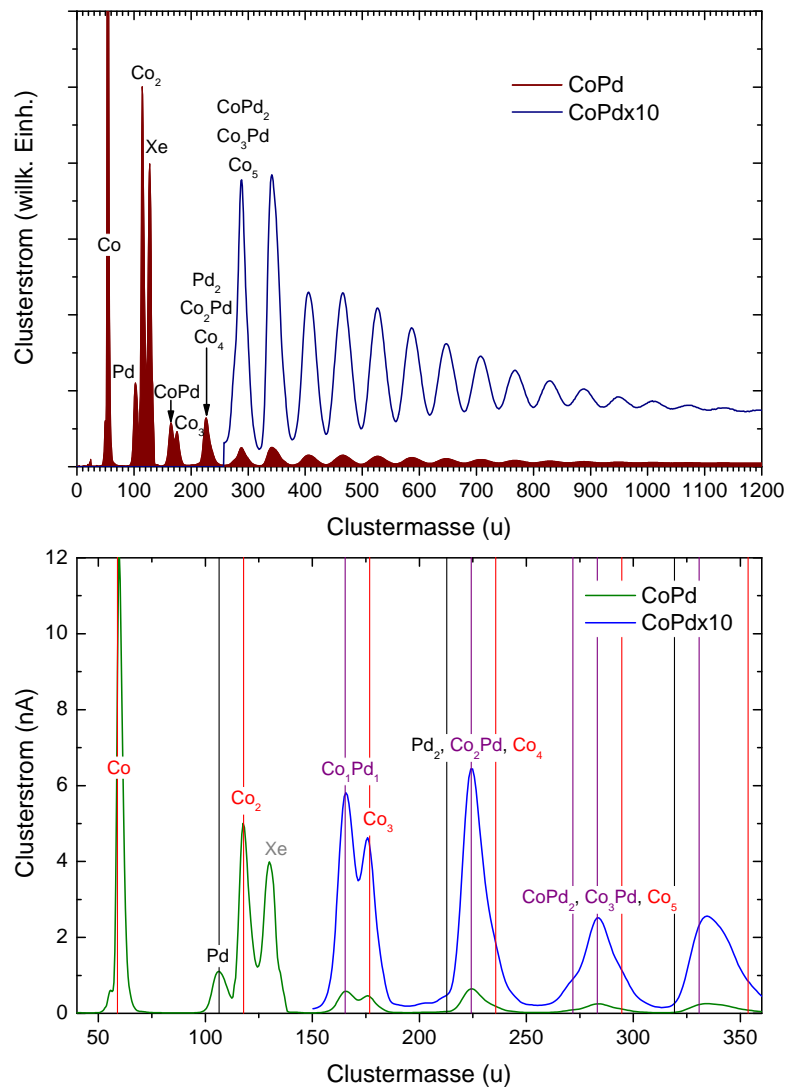 Clusterstrom (willk. Einh.)
CoPd
CoPdx10
Co₂
Xe
Co
Pd
CoPd
Co₃
Pd₂
Co₂Pd
Co₄
CoPd₂
Co₃Pd
Co₅
0 100 200 300 400 500 600 700 800 900 1000 1100 1200
Clustermasse (u)
Clusterstrom (nA)
12
10
8
6
4
2
0
CoPd
CoPdx10
Co
Pd
Co₂
Xe
Co₁Pd₁
Co₃
Pd₂, Co₂Pd, Co₄
CoPd₂, Co₃Pd, Co₅
50 100 150 200 250 300 350
Clustermasse (u)